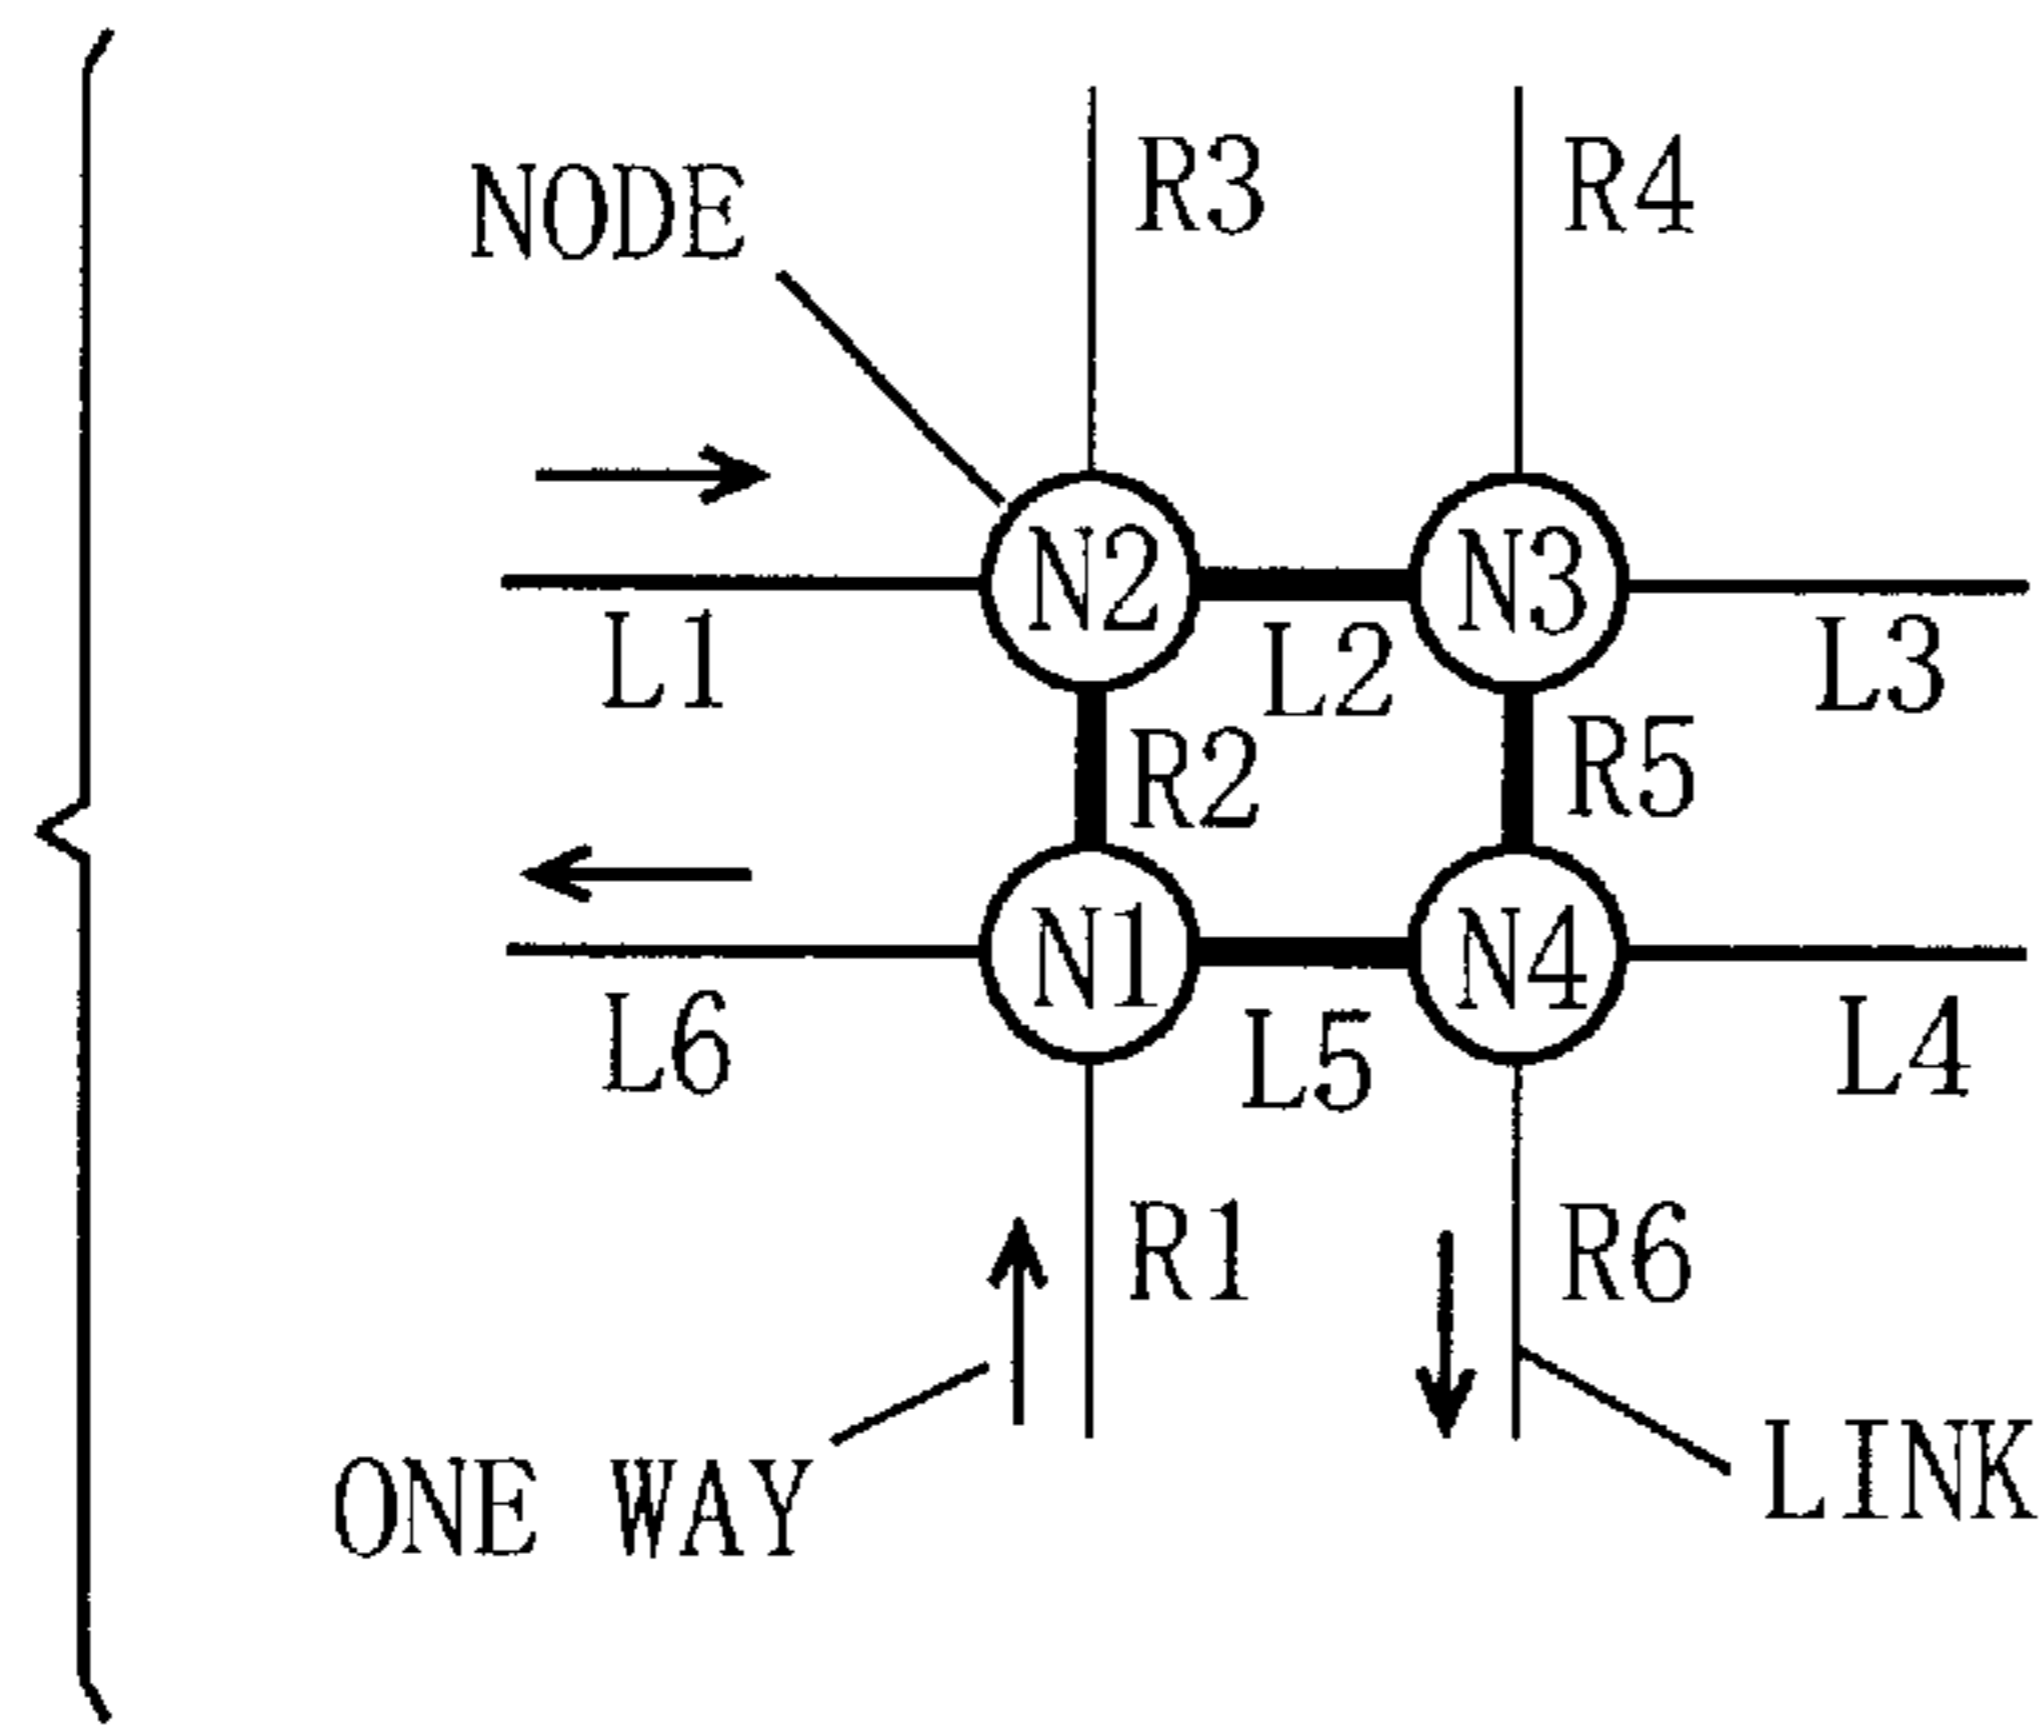 R3 R4
NODE
N2 N3
L1 L2 L3
R2 R5
N1 N4
L6 L5 L4
R1 R6
ONE WAY LINK